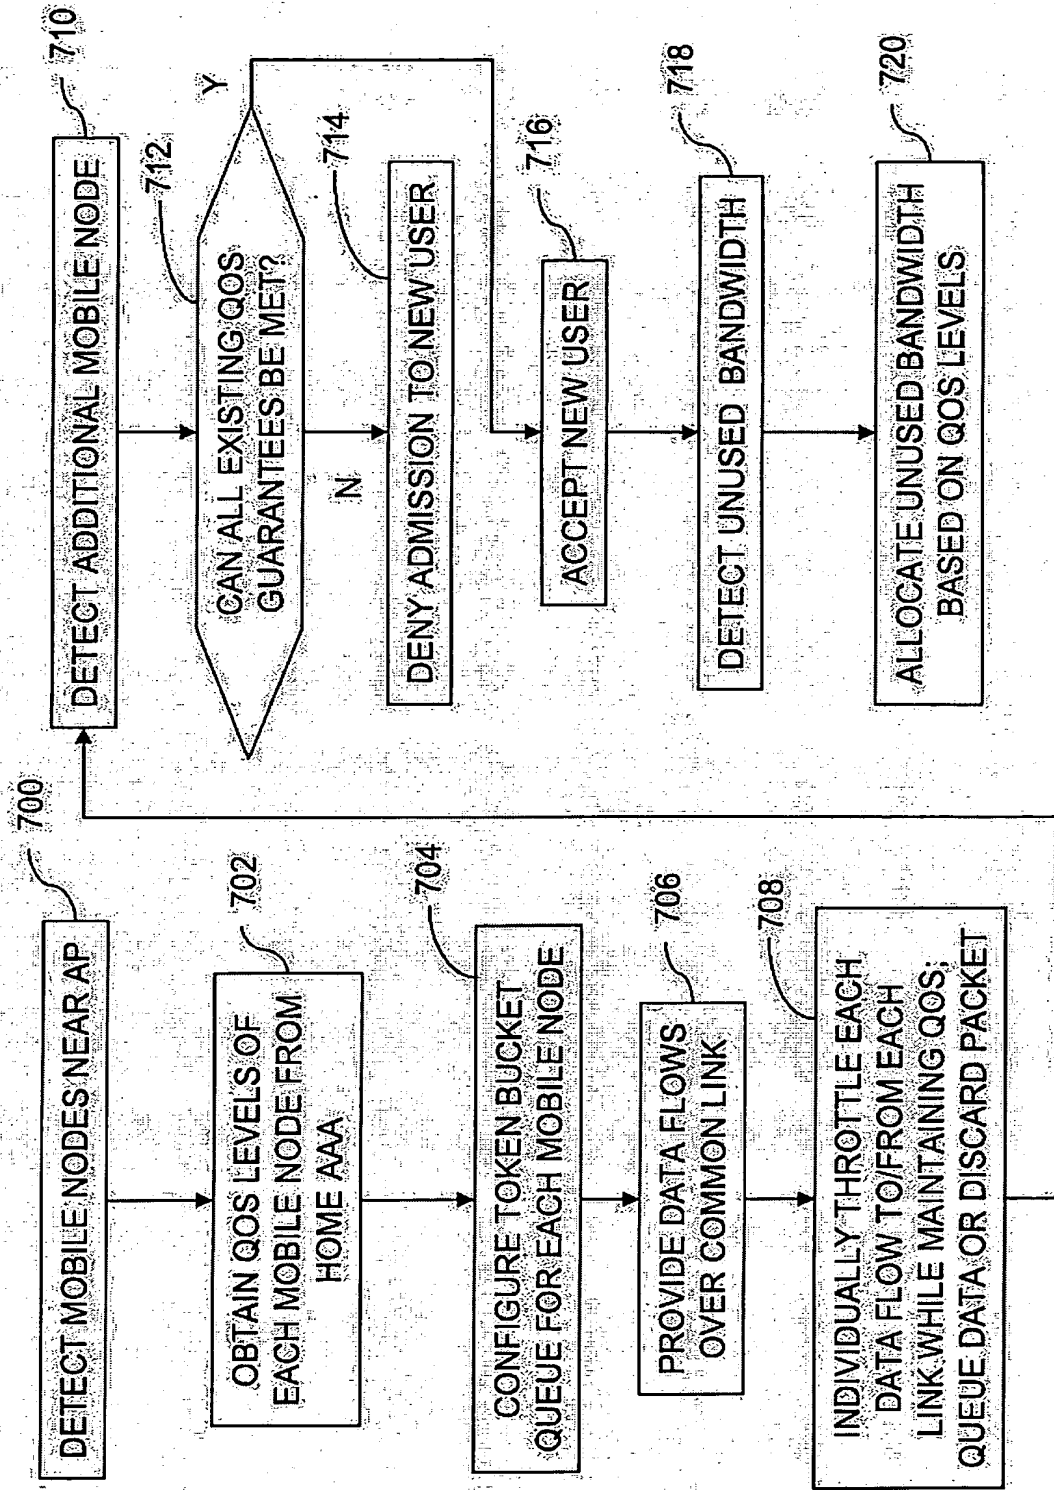 700
DETECT MOBILE NODES NEAR AP
702
OBTAIN QOS LEVELS OF
EACH MOBILE NODE FROM
HOME AAA
704
CONFIGURE TOKEN BUCKET
QUEUE FOR EACH MOBILE NODE
706
PROVIDE DATA FLOWS
OVER COMMON LINK
708
INDIVIDUALLY THROTTLE EACH
DATA FLOW TO/FROM EACH
LINK WHILE MAINTAINING QOS;
QUEUE DATA OR DISCARD PACKET
710
DETECT ADDITIONAL MOBILE NODE
712
CAN ALL EXISTING QOS
GUARANTEES BE MET?
Y
N
714
DENY ADMISSION TO NEW USER
716
ACCEPT NEW USER
718
DETECT UNUSED BANDWIDTH
720
ALLOCATE UNUSED BANDWIDTH
BASED ON QOS LEVELS